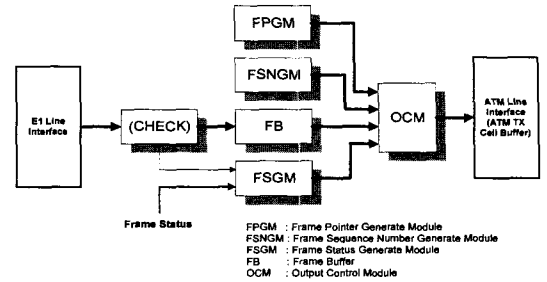 FPGM
FSNGM
E1 Line
Interface
(CHECK)
FB
OCM
ATM Line
Interface
(ATM TX
Cell Buffer)
FSGM
Frame Status
FPGM : Frame Pointer Generate Module
FSNGM : Frame Sequence Number Generate Module
FSGM : Frame Status Generate Module
FB : Frame Buffer
OCM : Output Control Module